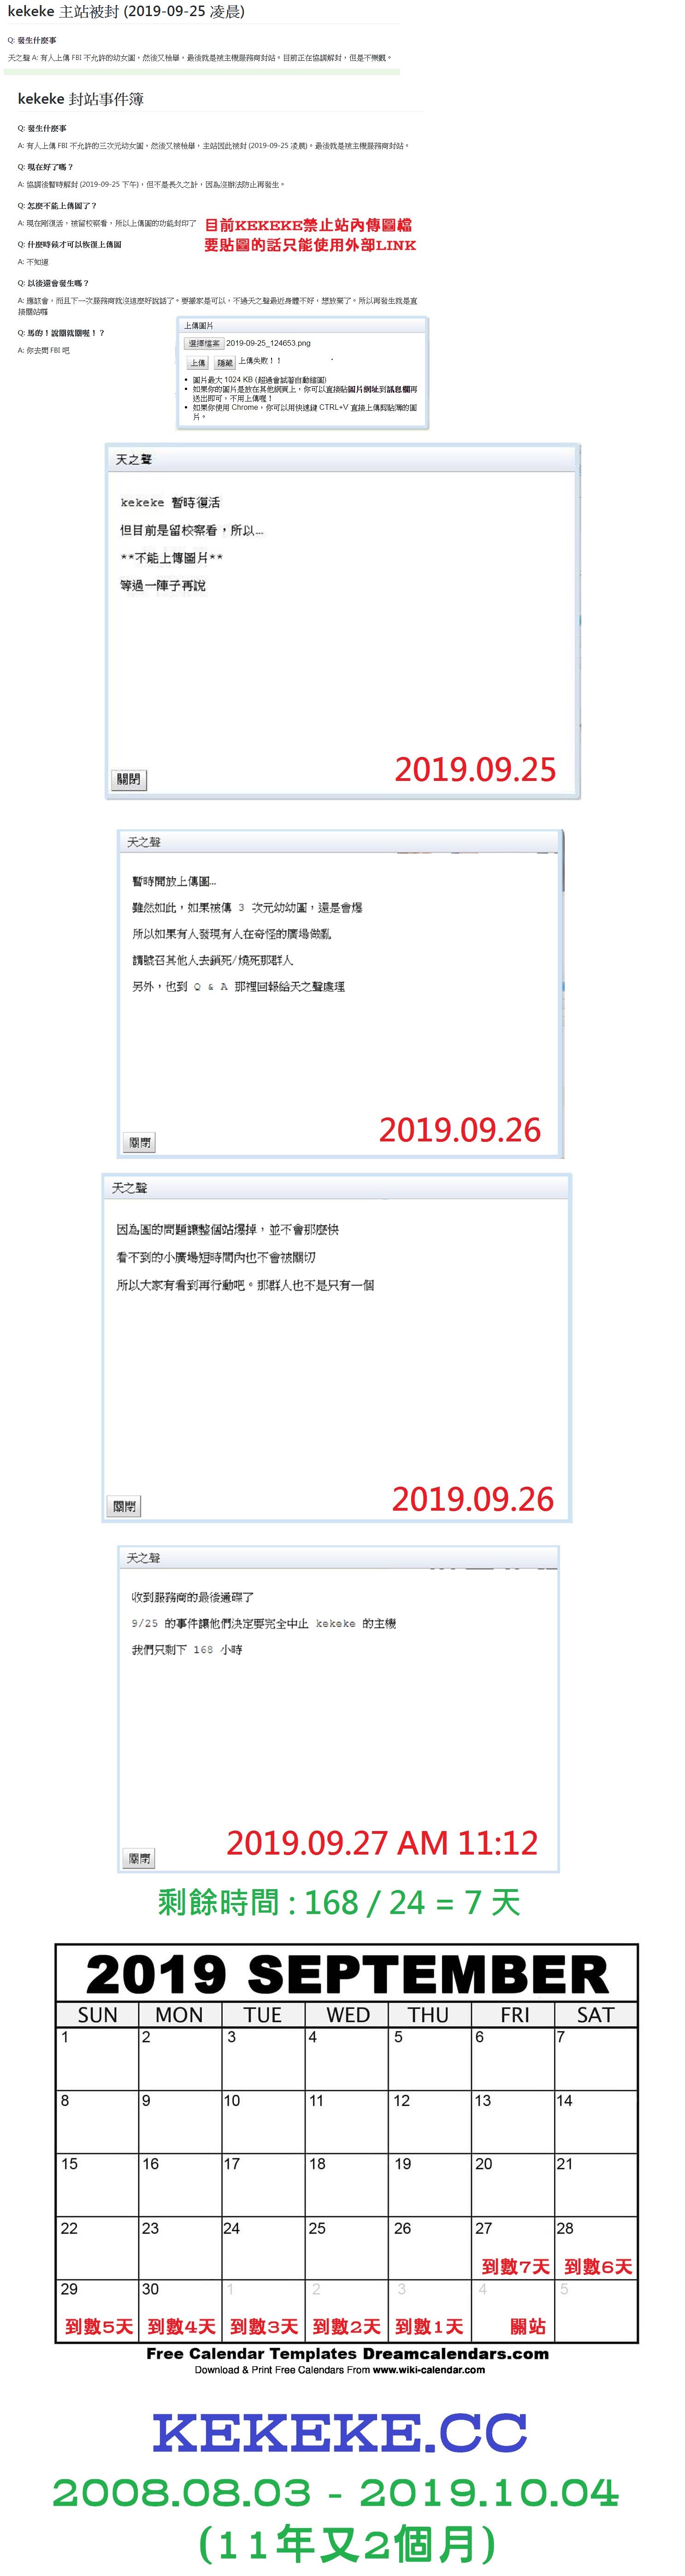 kekeke 主站被封 (2019-09-25 凌晨)
Q: 發生什麼事
天之聲 A: 有人上傳 FBI 不允許的幼女圖，然後又檢舉，最後就是被主機服務商封站。目前正在協調解封，但是不樂觀。
kekeke 封站事件簿
Q: 發生什麼事
A: 有人上傳 FBI 不允許的三次元幼女圖，然後又被檢舉，主站因此被封 (2019-09-25 凌晨)。最後就是被主機服務商封站。
Q: 現在好了嗎？
A: 協調後暫時解封 (2019-09-25 下午)，但不是長久之計，因為沒辦法防止再發生。
Q: 怎麼不能上傳圖了？
A: 現在剛復活，被留校察看，所以上傳圖的功能封印了
目前KEKEKE禁止站內傳圖檔
要貼圖的話只能使用外部LINK
Q: 什麼時候才可以恢復上傳圖
A: 不知道
Q: 以後還會發生嗎？
A: 應該會，而且下一次服務商就沒這麼好說話了。要搬家是可以，不過天之聲最近身體不好，想放棄了。所以再發生就是直
接關站囉
Q: 馬的！說關就關喔！？
A: 你去問 FBI 吧
上傳圖片
選擇檔案 2019-09-25_124653.png
上傳 隱藏 上傳失敗！！
• 圖片最大 1024 KB (超過會試著自動縮圖)
• 如果你的圖片是放在其他網頁上，你可以直接貼圖片網址到訊息欄再
送出即可，不用上傳喔！
• 如果你使用 Chrome，你可以用快速鍵 CTRL+V 直接上傳剪貼簿的圖
片。
天之聲
kekeke 暫時復活
但目前是留校察看，所以...
**不能上傳圖片**
等過一陣子再說
2019.09.25
關閉
天之聲
暫時開放上傳圖...
雖然如此，如果被傳 3 次元幼幼圖，還是會爆
所以如果有人發現有人在奇怪的廣場做亂
請號召其他人去鎖死/燒死那群人
另外，也到 Q & A 那裡回報給天之聲處理
2019.09.26
關閉
天之聲
因為圖的問題讓整個站爆掉，並不會那麼快
看不到的小廣場短時間內也不會被關切
所以大家有看到再行動吧。那群人也不是只有一個
2019.09.26
關閉
天之聲
收到服務商的最後通碟了
9/25 的事件讓他們決定要完全中止 kekeke 的主機
我們只剩下 168 小時
2019.09.27 AM 11:12
關閉
剩餘時間 : 168 / 24 = 7 天
2019 SEPTEMBER
SUN MON TUE WED THU FRI SAT
1 2 3 4 5 6 7
8 9 10 11 12 13 14
15 16 17 18 19 20 21
22 23 24 25 26 27 28
到數7天 到數6天
29 30 1 2 3 4 5
到數5天 到數4天 到數3天 到數2天 到數1天 關站
Free Calendar Templates Dreamcalendars.com
Download & Print Free Calendars From www.wiki-calendar.com
KEKEKE.CC
2008.08.03 - 2019.10.04
(11年又2個月)